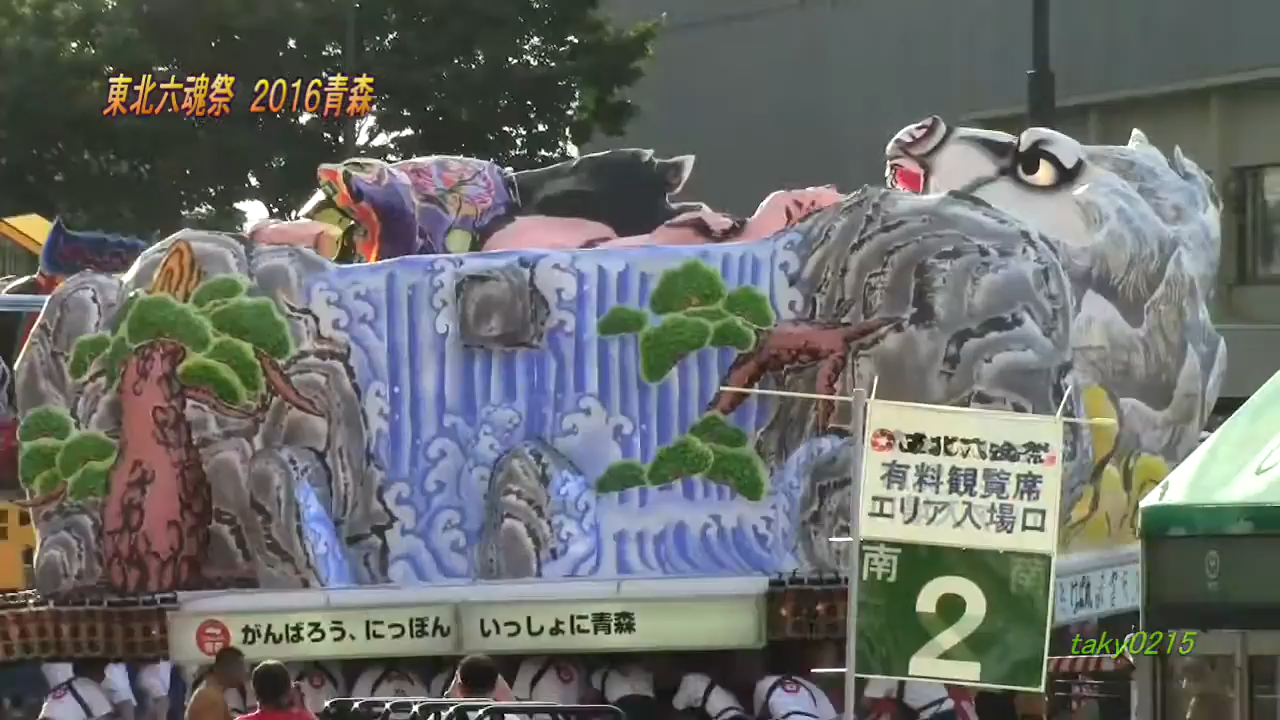 東北六魂祭 2016青森
東北六魂祭
有料観覧席
エリア入場口
南 南
2
がんばろう、にっぽん いっしょに青森
taky0215